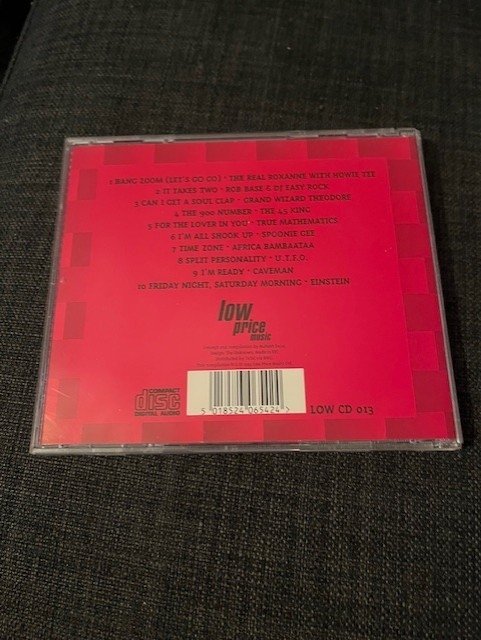 1 BANG ZOOM (LET'S GO GO) · THE REAL ROXANNE WITH HOWIE TEE
2 IT TAKES TWO · ROB BASE & DJ EASY ROCK
3 CAN I GET A SOUL CLAP · GRAND WIZARD THEODORE
4 THE 900 NUMBER · THE 45 KING
5 FOR THE LOVER IN YOU · TRUE MATHEMATICS
6 I'M ALL SHOOK UP · SPOONIE GEE
7 TIME ZONE · AFRICA BAMBAATAA
8 SPLIT PERSONALITY · U.T.F.O.
9 I'M READY · CAVEMAN
10 FRIDAY NIGHT, SATURDAY MORNING · EINSTEIN
low
price
music
COMPACT
disc
DIGITAL AUDIO
5 018524 065424 >
LOW CD 013